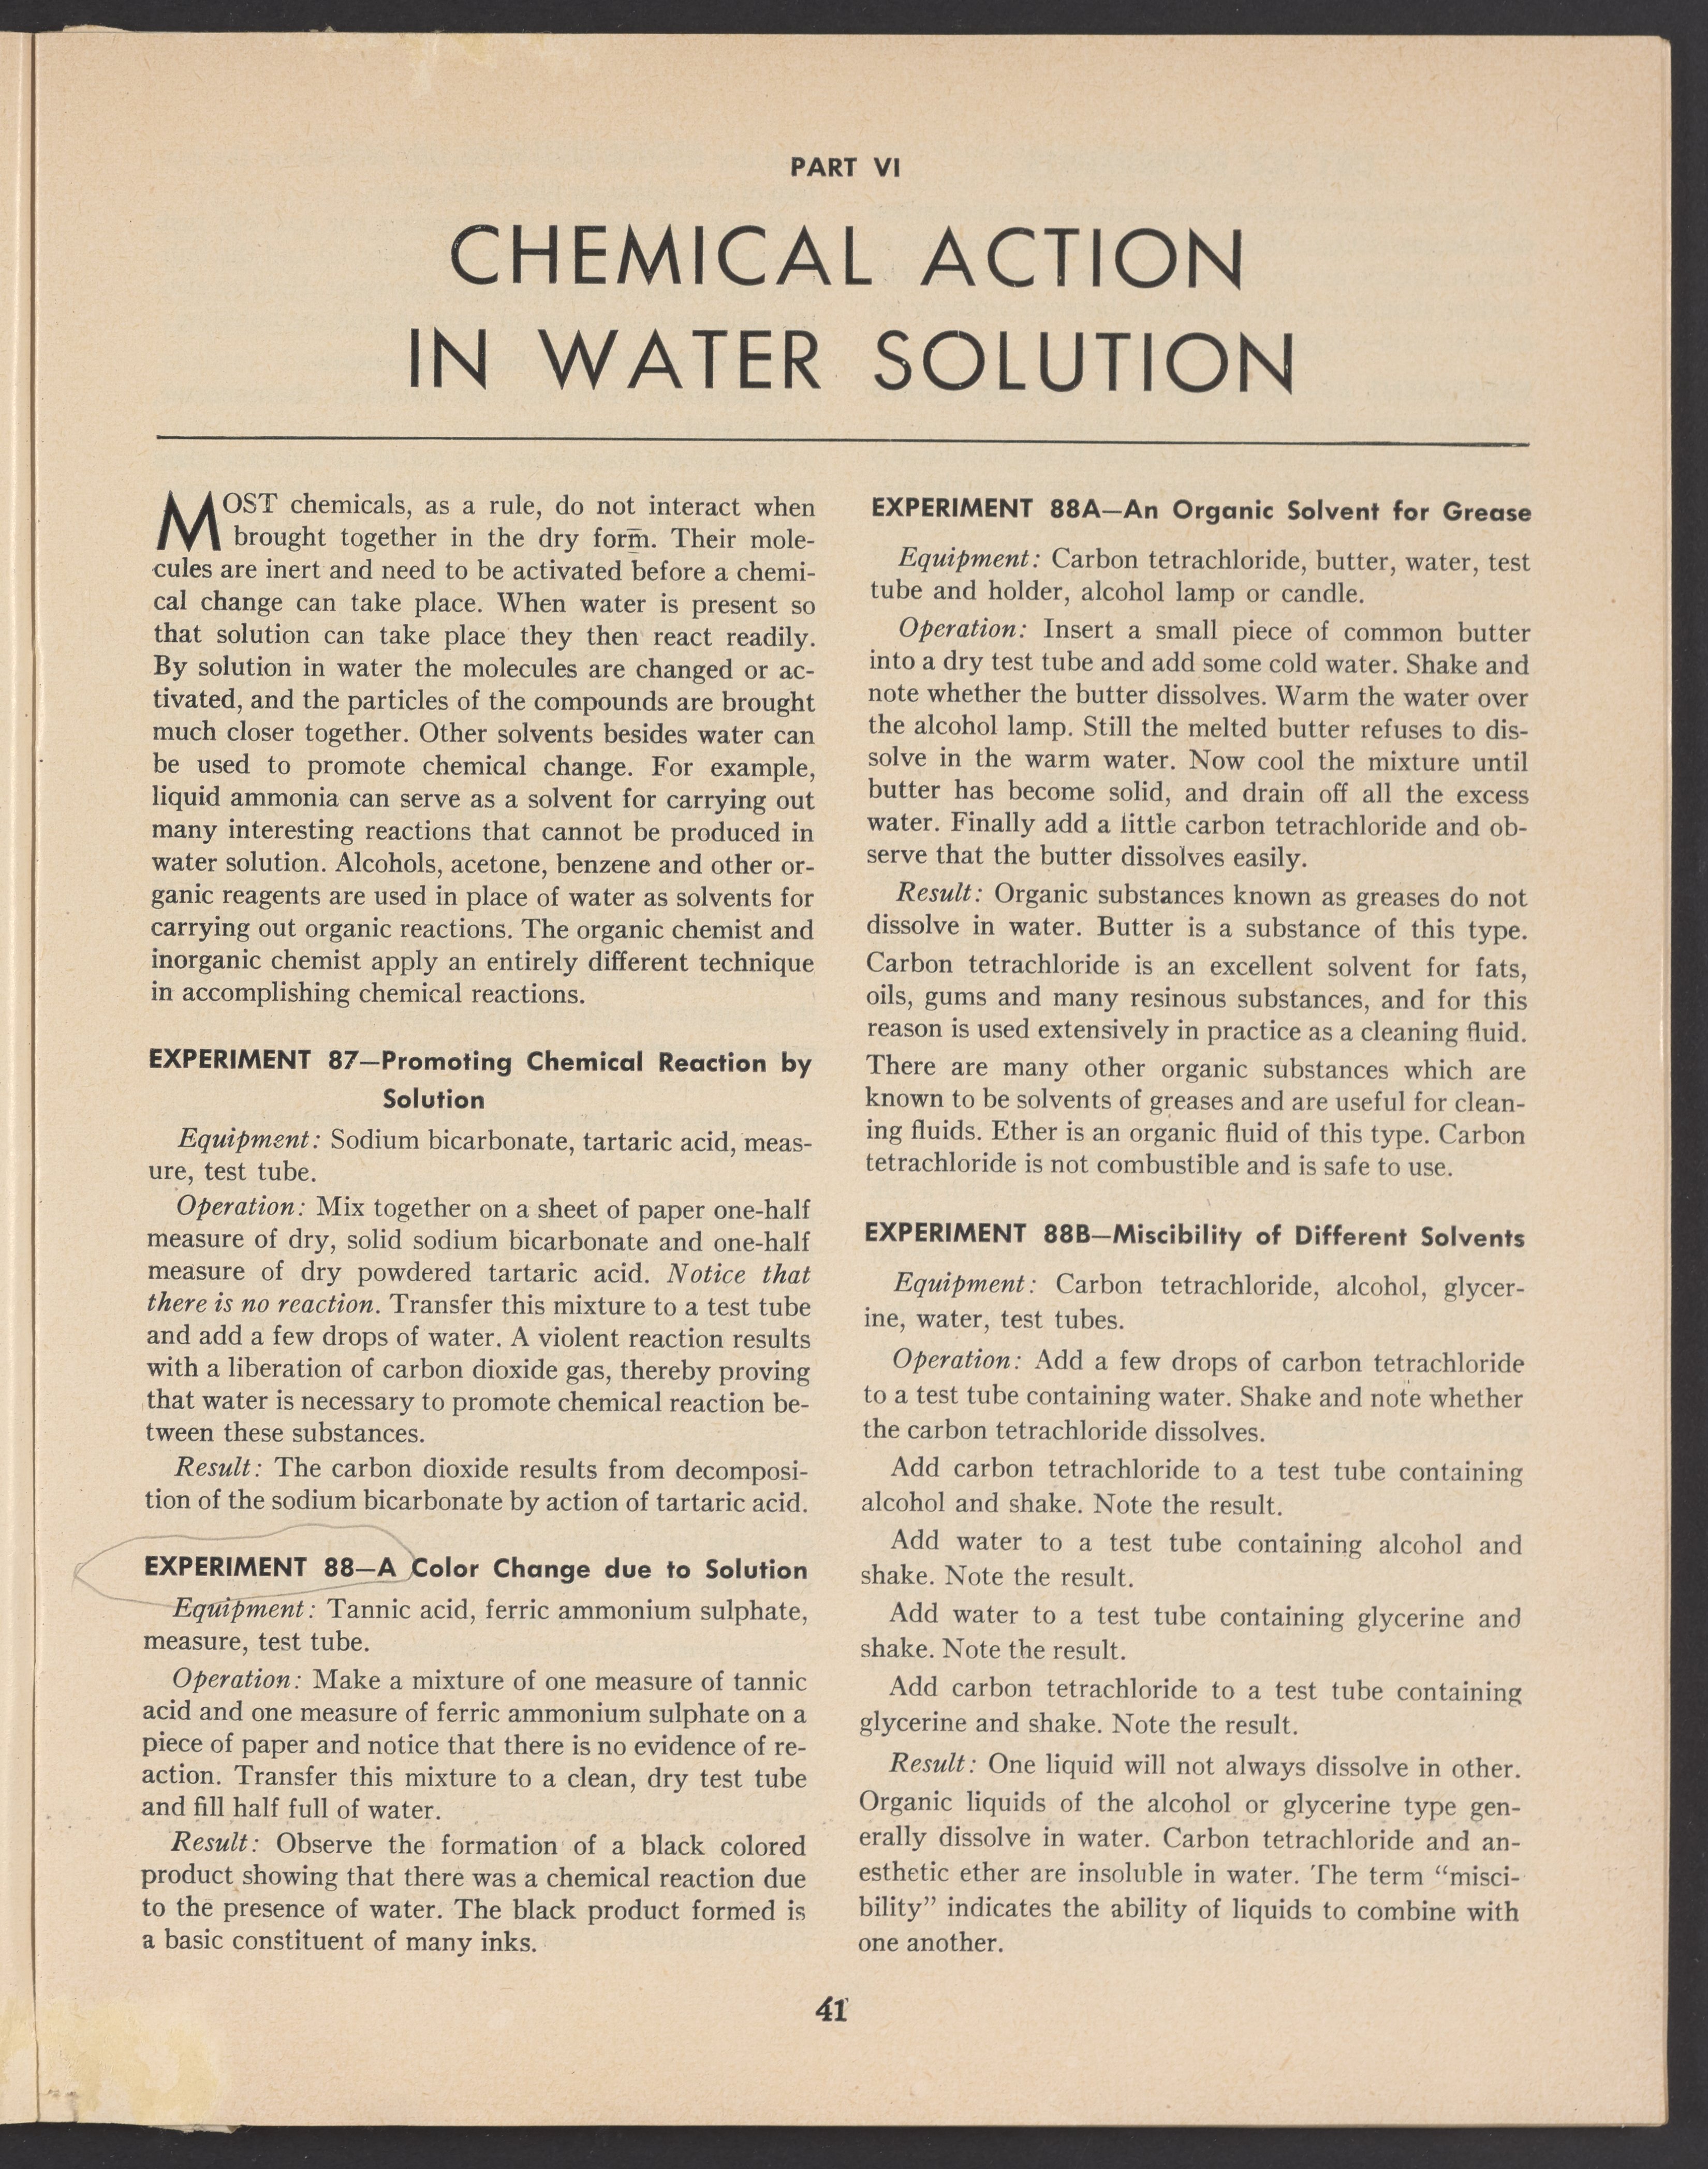 PART VI
CHEMICAL ACTION
IN WATER SOLUTION
MOST chemicals, as a rule, do not interact when
brought together in the dry form. Their mole-
cules are inert and need to be activated before a chemi-
cal change can take place. When water is present so
that solution can take place they then react readily.
By solution in water the molecules are changed or ac-
tivated, and the particles of the compounds are brought
much closer together. Other solvents besides water can
be used to promote chemical change. For example,
liquid ammonia can serve as a solvent for carrying out
many interesting reactions that cannot be produced in
water solution. Alcohols, acetone, benzene and other or-
ganic reagents are used in place of water as solvents for
carrying out organic reactions. The organic chemist and
inorganic chemist apply an entirely different technique
in accomplishing chemical reactions.
EXPERIMENT 87—Promoting Chemical Reaction by
Solution
Equipment: Sodium bicarbonate, tartaric acid, meas-
ure, test tube.
Operation: Mix together on a sheet of paper one-half
measure of dry, solid sodium bicarbonate and one-half
measure of dry powdered tartaric acid. Notice that
there is no reaction. Transfer this mixture to a test tube
and add a few drops of water. A violent reaction results
with a liberation of carbon dioxide gas, thereby proving
that water is necessary to promote chemical reaction be-
tween these substances.
Result: The carbon dioxide results from decomposi-
tion of the sodium bicarbonate by action of tartaric acid.
EXPERIMENT 88—A Color Change due to Solution
Equipment: Tannic acid, ferric ammonium sulphate,
measure, test tube.
Operation: Make a mixture of one measure of tannic
acid and one measure of ferric ammonium sulphate on a
piece of paper and notice that there is no evidence of re-
action. Transfer this mixture to a clean, dry test tube
and fill half full of water.
Result: Observe the formation of a black colored
product showing that there was a chemical reaction due
to the presence of water. The black product formed is
a basic constituent of many inks.
EXPERIMENT 88A—An Organic Solvent for Grease
Equipment: Carbon tetrachloride, butter, water, test
tube and holder, alcohol lamp or candle.
Operation: Insert a small piece of common butter
into a dry test tube and add some cold water. Shake and
note whether the butter dissolves. Warm the water over
the alcohol lamp. Still the melted butter refuses to dis-
solve in the warm water. Now cool the mixture until
butter has become solid, and drain off all the excess
water. Finally add a little carbon tetrachloride and ob-
serve that the butter dissolves easily.
Result: Organic substances known as greases do not
dissolve in water. Butter is a substance of this type.
Carbon tetrachloride is an excellent solvent for fats,
oils, gums and many resinous substances, and for this
reason is used extensively in practice as a cleaning fluid.
There are many other organic substances which are
known to be solvents of greases and are useful for clean-
ing fluids. Ether is an organic fluid of this type. Carbon
tetrachloride is not combustible and is safe to use.
EXPERIMENT 88B—Miscibility of Different Solvents
Equipment: Carbon tetrachloride, alcohol, glycer-
ine, water, test tubes.
Operation: Add a few drops of carbon tetrachloride
to a test tube containing water. Shake and note whether
the carbon tetrachloride dissolves.
Add carbon tetrachloride to a test tube containing
alcohol and shake. Note the result.
Add water to a test tube containing alcohol and
shake. Note the result.
Add water to a test tube containing glycerine and
shake. Note the result.
Add carbon tetrachloride to a test tube containing
glycerine and shake. Note the result.
Result: One liquid will not always dissolve in other.
Organic liquids of the alcohol or glycerine type gen-
erally dissolve in water. Carbon tetrachloride and an-
esthetic ether are insoluble in water. The term “misci-
bility” indicates the ability of liquids to combine with
one another.
41